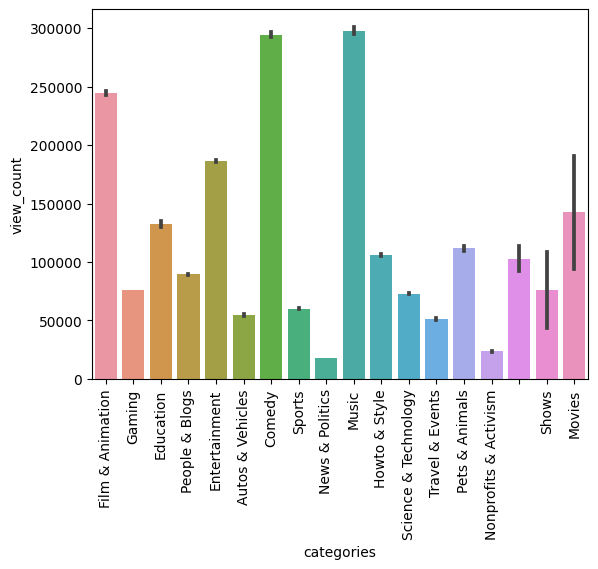 view_count
300000
250000
200000
150000
100000
50000
0
Film & Animation
Gaming
Education
People & Blogs
Entertainment
Autos & Vehicles
Comedy
Sports
News & Politics
Music
Howto & Style
Science & Technology
Travel & Events
Pets & Animals
Nonprofits & Activism
Shows
Movies
categories